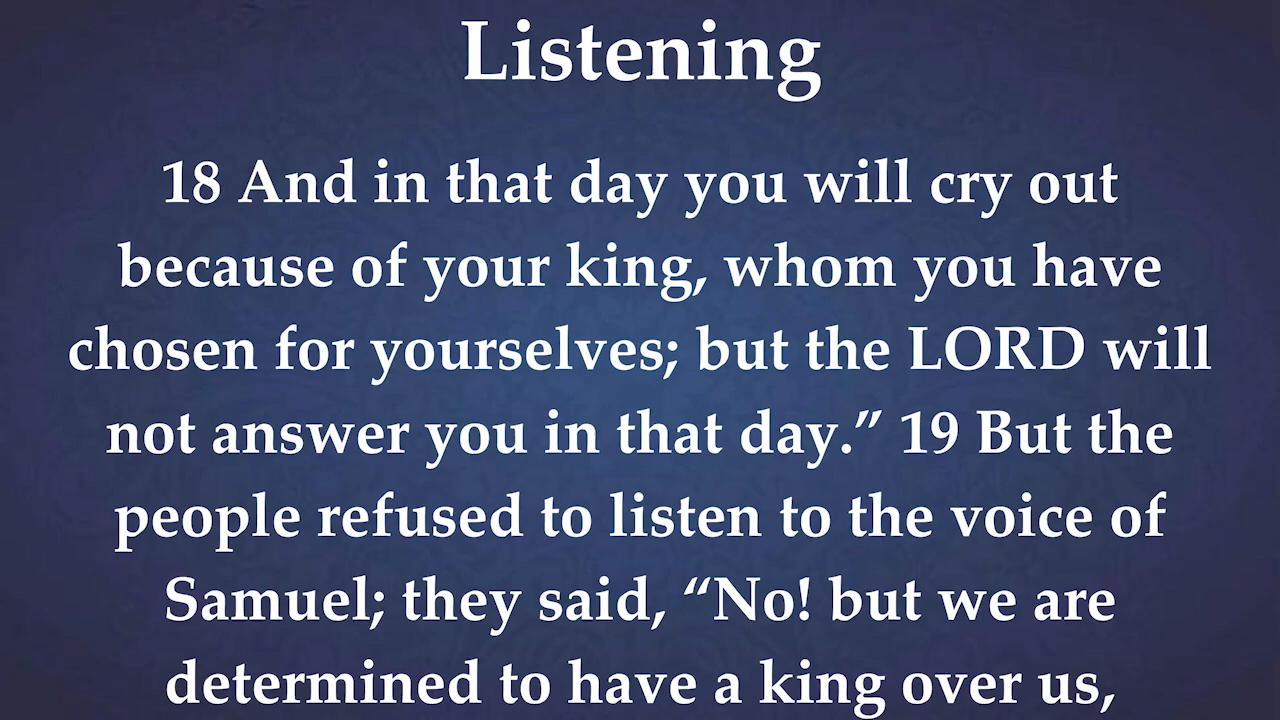 Listening
18 And in that day you will cry out
because of your king, whom you have
chosen for yourselves; but the LORD will
not answer you in that day.” 19 But the
people refused to listen to the voice of
Samuel; they said, “No! but we are
determined to have a king over us,